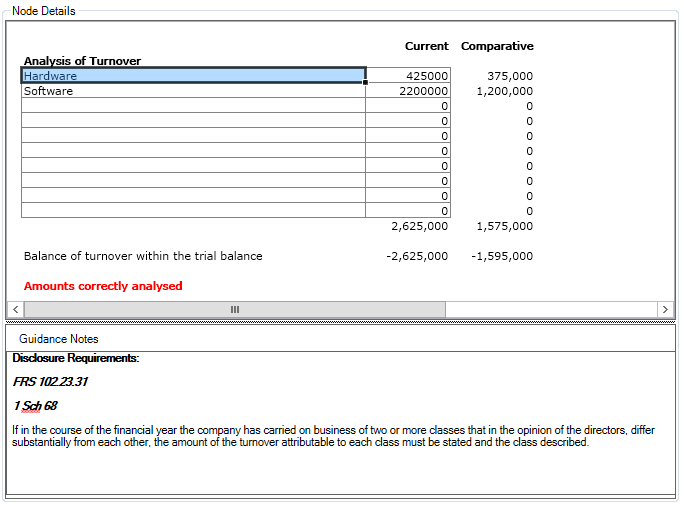 Node Details
Current Comparative
Analysis of Turnover
Hardware 425000 375,000
Software 2200000 1,200,000
0 0
0 0
0 0
0 0
0 0
0 0
0 0
0 0
2,625,000 1,575,000
Balance of turnover within the trial balance -2,625,000 -1,595,000
Amounts correctly analysed
Guidance Notes
Disclosure Requirements:
FRS 102.23.31
1 Sch 68
If in the course of the financial year the company has carried on business of two or more classes that in the opinion of the directors, differ
substantially from each other, the amount of the turnover attributable to each class must be stated and the class described.